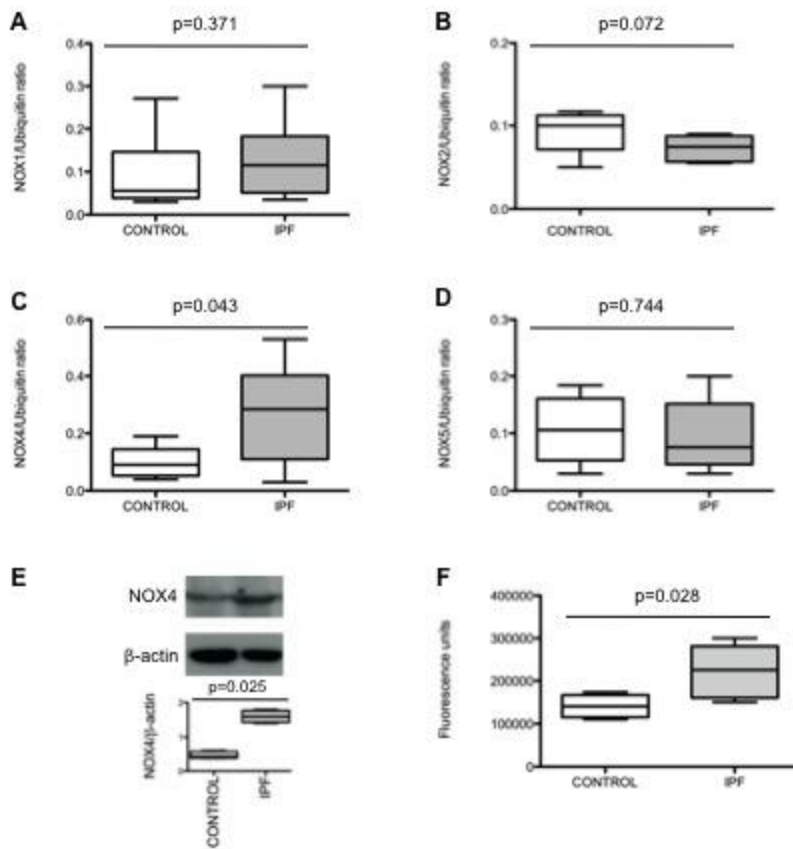 A
p=0.371
NOX1/Ubiquitin ratio
0.4
0.3
0.2
0.1
0.0
CONTROL IPF
B
p=0.072
NOX2/Ubiquitin ratio
0.2
0.1
0.0
CONTROL IPF
C
p=0.043
NOX4/Ubiquitin ratio
0.6
0.4
0.2
0.0
CONTROL IPF
D
p=0.744
NOX5/Ubiquitin ratio
0.3
0.2
0.1
0.0
CONTROL IPF
E
NOX4
β-actin
p=0.025
NOX4/β-actin
2
1
0
CONTROL
IPF
F
p=0.028
Fluorescence units
400000
300000
200000
100000
0
CONTROL IPF